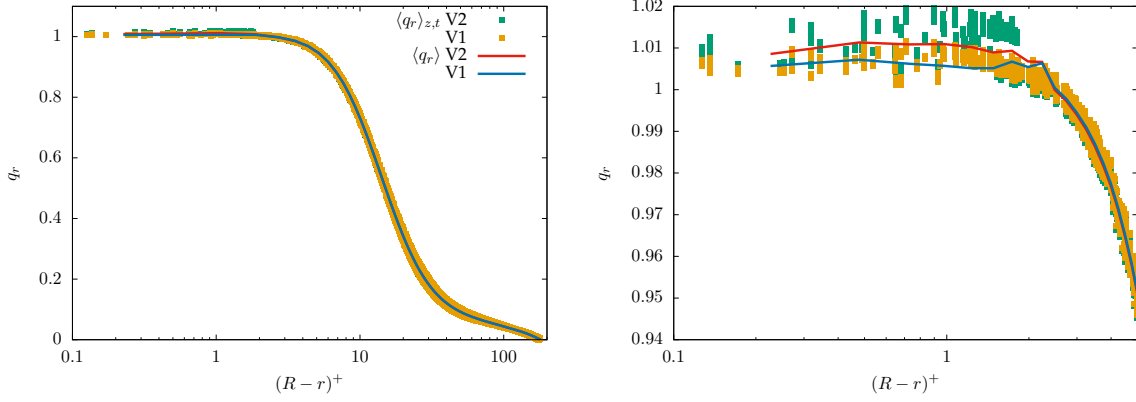 ⟨q_r⟩_{z,t} V2
V1
⟨q_r⟩ V2
V1
q_r
1
0.8
0.6
0.4
0.2
0
0.1
1
10
100
(R − r)^+
q_r
1.02
1.01
1
0.99
0.98
0.97
0.96
0.95
0.94
0.1
1
(R − r)^+